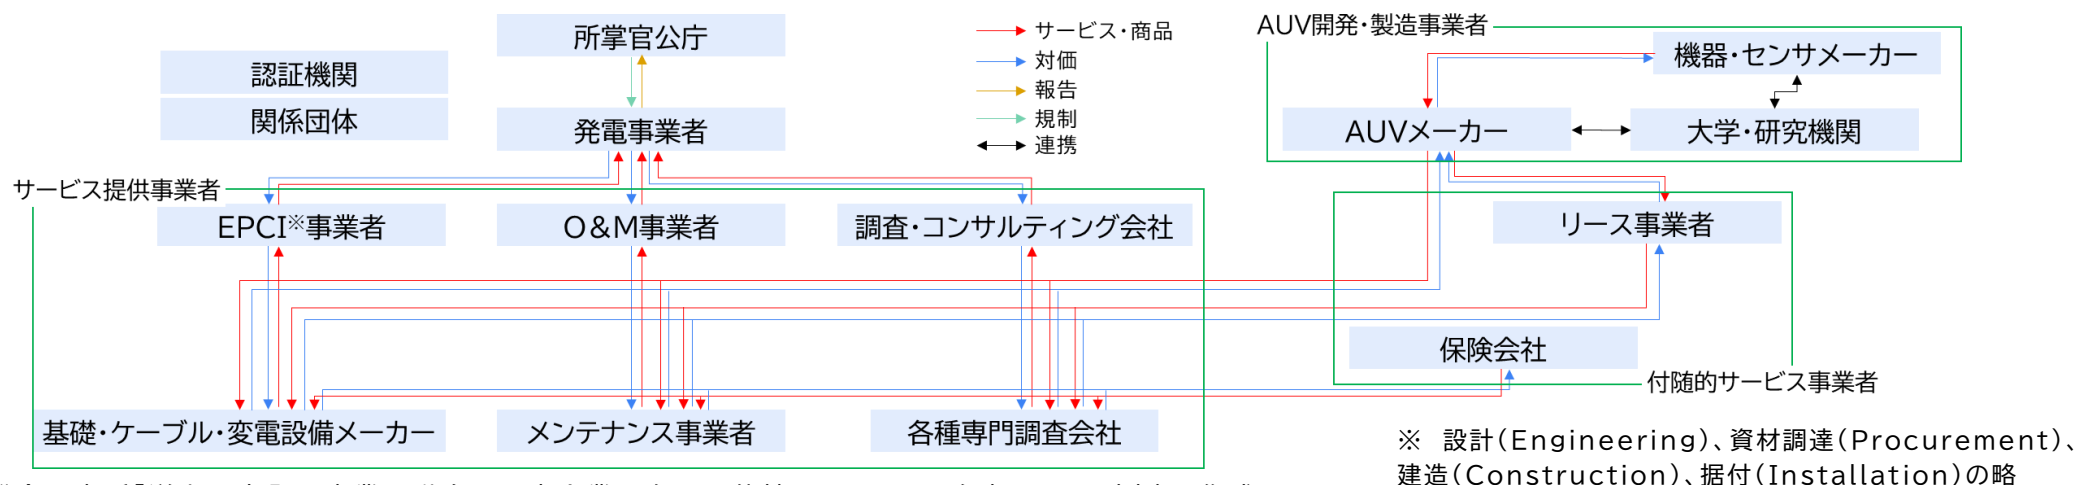 所掌官公庁
認証機関
関係団体
発電事業者
サービス・商品
対価
報告
規制
連携
AUV開発・製造事業者
機器・センサメーカー
AUVメーカー
大学・研究機関
サービス提供事業者
EPCI※事業者
O&M事業者
調査・コンサルティング会社
リース事業者
保険会社
付随的サービス事業者
基礎・ケーブル・変電設備メーカー
メンテナンス事業者
各種専門調査会社
※ 設計(Engineering)、資材調達(Procurement)、
建造(Construction)、据付(Installation)の略